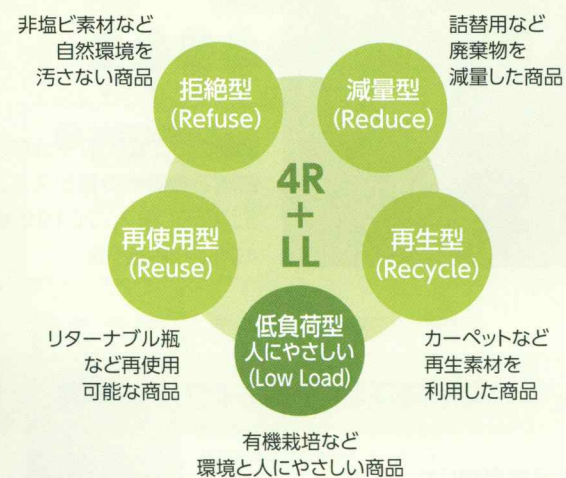 非塩ビ素材など
自然環境を
汚さない商品
拒絶型
(Refuse)
詰替用など
廃棄物を
減量した商品
減量型
(Reduce)
4R
+
LL
再使用型
(Reuse)
リターナブル瓶
など再使用
可能な商品
再生型
(Recycle)
カーペットなど
再生素材を
利用した商品
低負荷型
人にやさしい
(Low Load)
有機栽培など
環境と人にやさしい商品